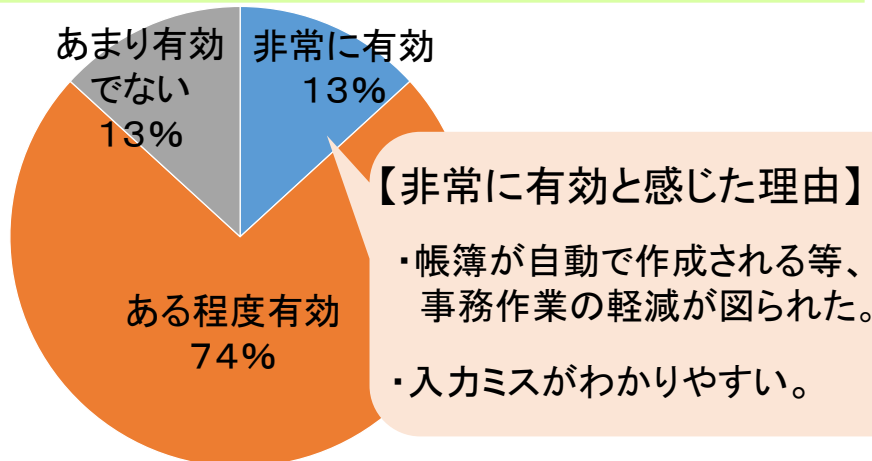 あまり有効
でない
13%
非常に有効
13%
ある程度有効
74%
【非常に有効と感じた理由】
・帳簿が自動で作成される等、
事務作業の軽減が図られた。
・入力ミスがわかりやすい。